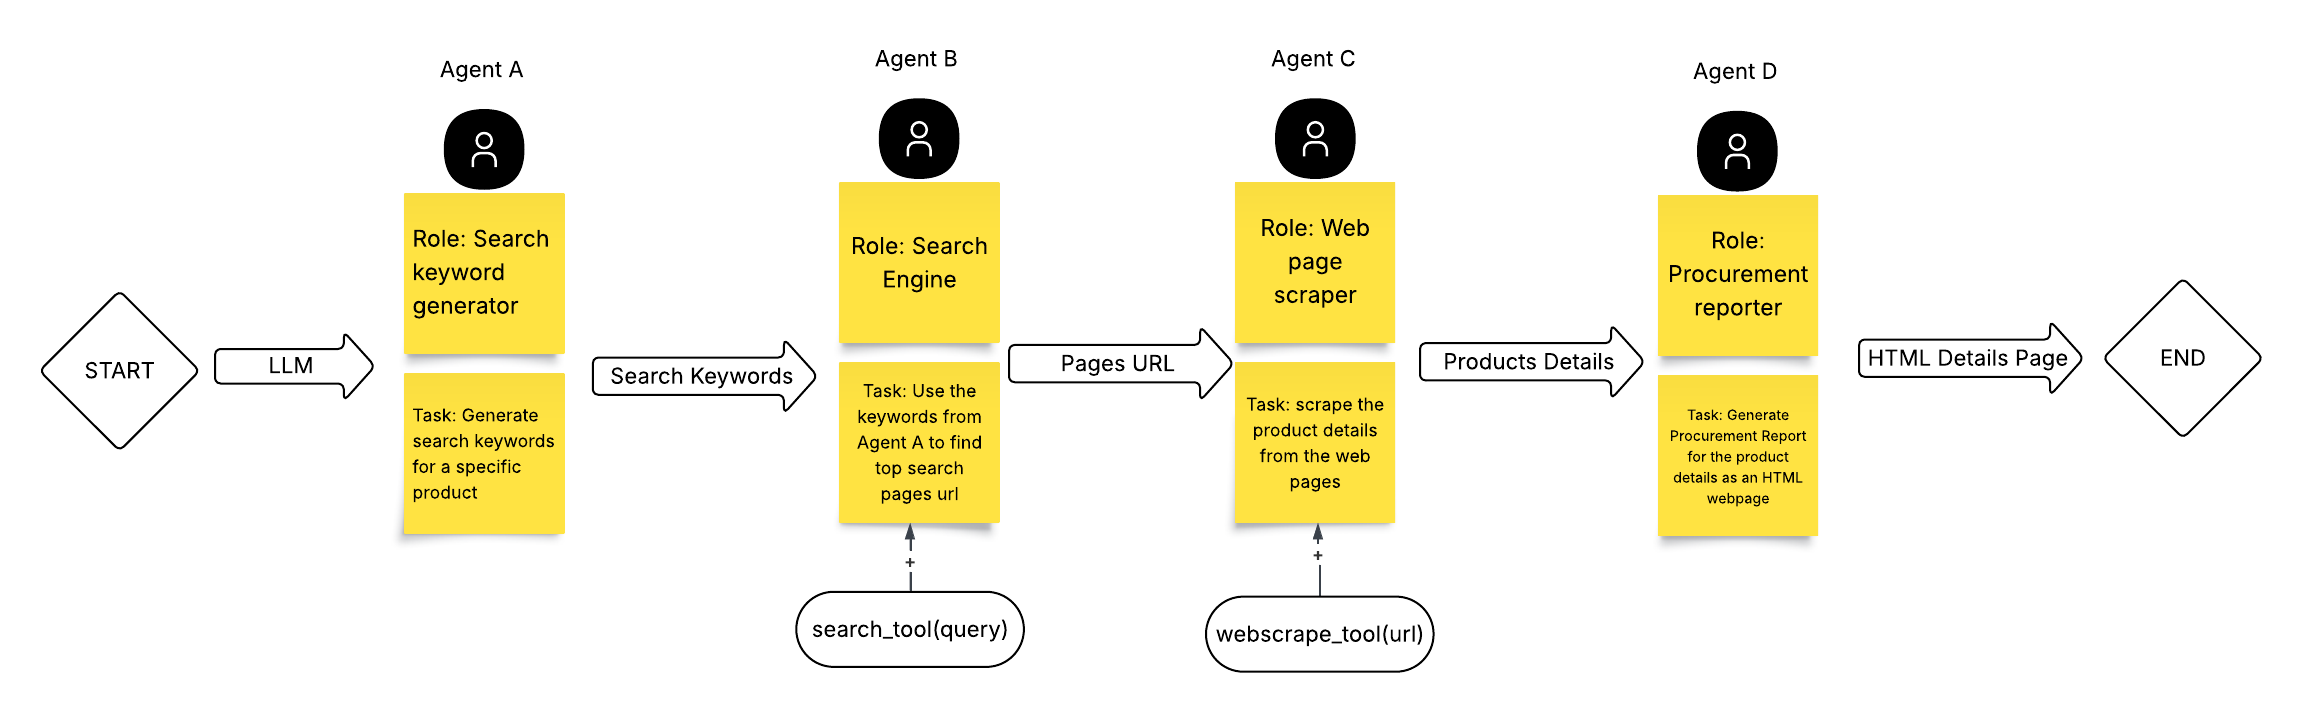 START
LLM
Agent A
Role: Search
keyword
generator
Task: Generate
search keywords
for a specific
product
Search Keywords
Agent B
Role: Search
Engine
Task: Use the
keywords from
Agent A to find
top search
pages url
+
search_tool(query)
Pages URL
Agent C
Role: Web
page
scraper
Task: scrape the
product details
from the web
pages
+
webscrape_tool(url)
Products Details
Agent D
Role:
Procurement
reporter
Task: Generate
Procurement Report
for the product
details as an HTML
webpage
HTML Details Page
END